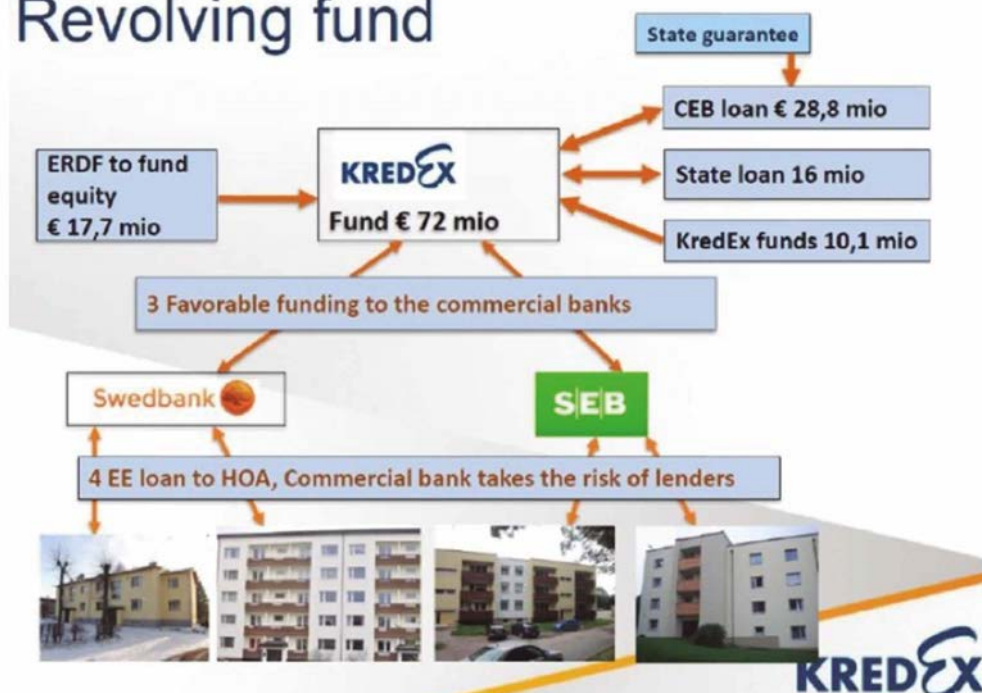 Revolving fund
State guarantee
CEB loan € 28,8 mio
ERDF to fund
equity
€ 17,7 mio
KREDEX
Fund € 72 mio
State loan 16 mio
KredEx funds 10,1 mio
3 Favorable funding to the commercial banks
Swedbank
SEB
4 EE loan to HOA, Commercial bank takes the risk of lenders
KREDEX